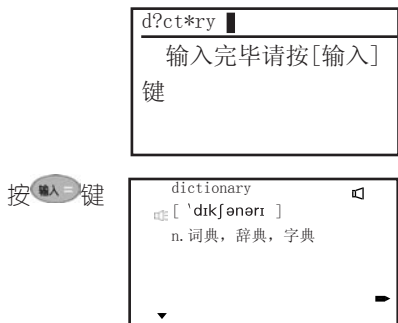 d?ct*ry
输入完毕请按[输入]
键
按 输入= 键
dictionary
[ ˋdɪkʃənərɪ ]
n.词典，辞典，字典